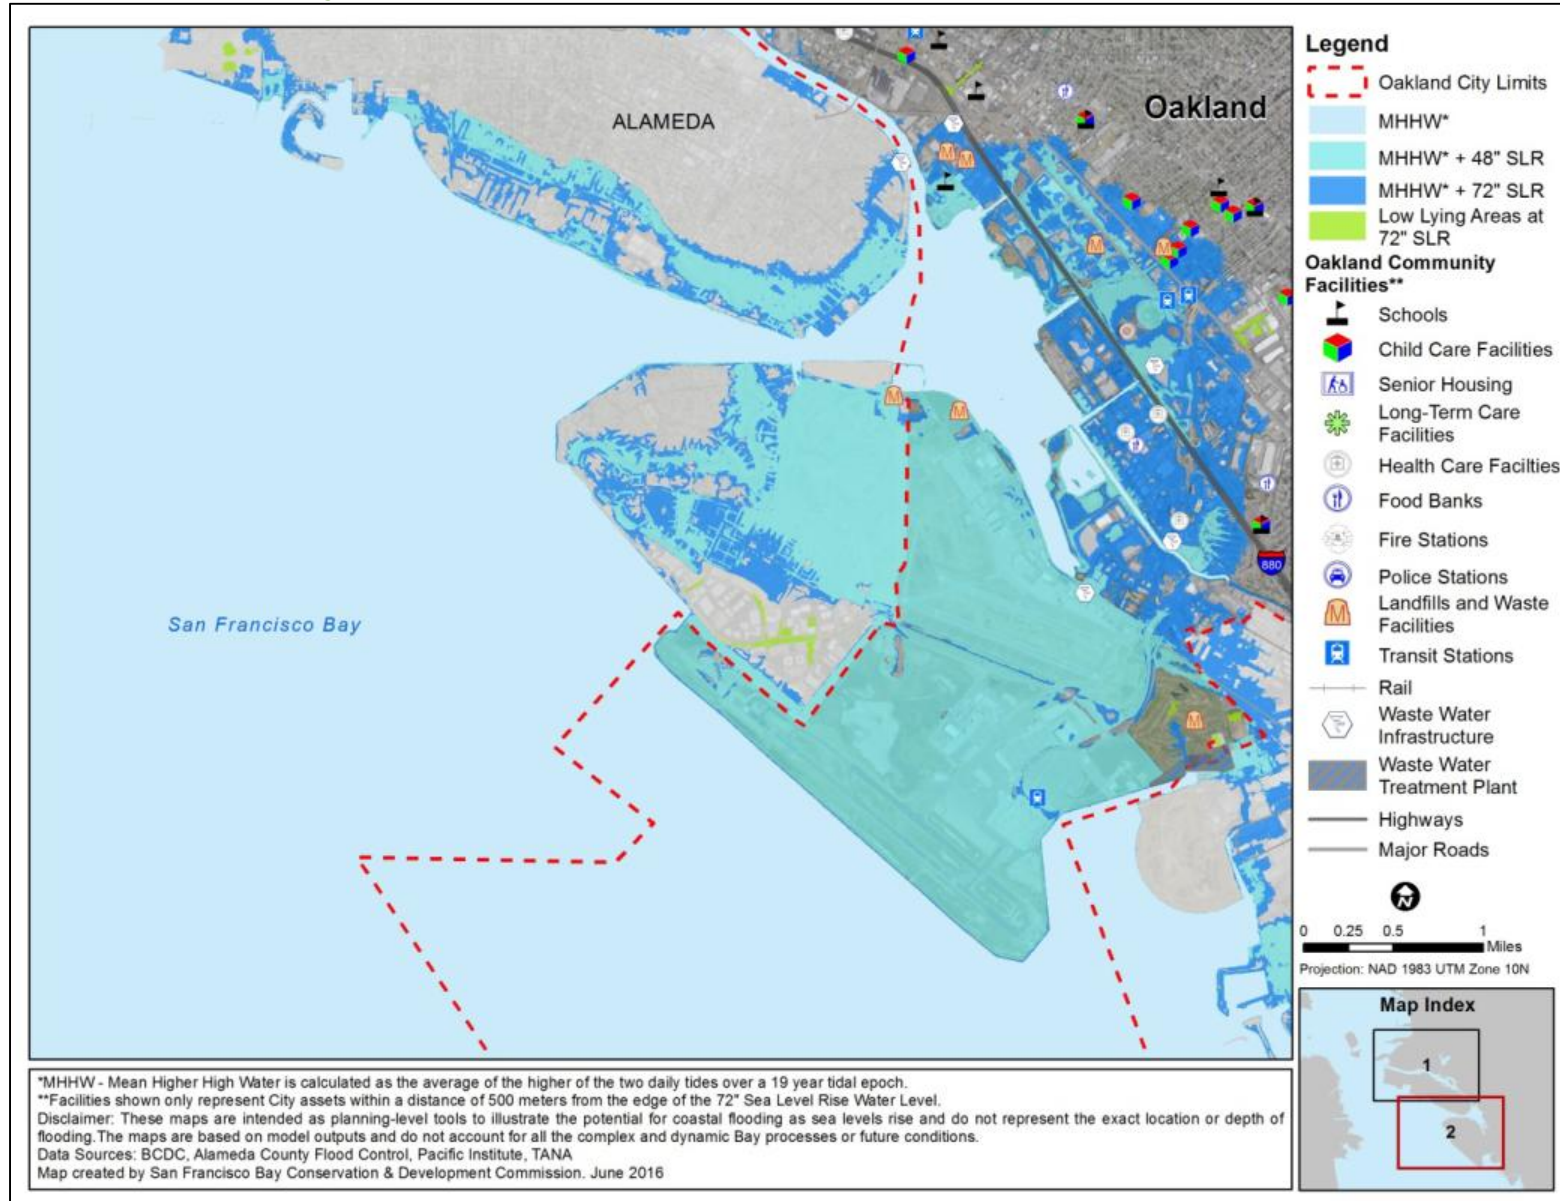 ALAMEDA
Oakland
San Francisco Bay
880
Legend
Oakland City Limits
MHHW*
MHHW* + 48" SLR
MHHW* + 72" SLR
Low Lying Areas at
72" SLR
Oakland Community
Facilities**
Schools
Child Care Facilities
Senior Housing
Long-Term Care
Facilities
Health Care Facilties
Food Banks
Fire Stations
Police Stations
Landfills and Waste
Facilities
Transit Stations
Rail
Waste Water
Infrastructure
Waste Water
Treatment Plant
Highways
Major Roads
N
0 0.25 0.5 1
Miles
Projection: NAD 1983 UTM Zone 10N
Map Index
1
2
*MHHW - Mean Higher High Water is calculated as the average of the higher of the two daily tides over a 19 year tidal epoch.
**Facilities shown only represent City assets within a distance of 500 meters from the edge of the 72" Sea Level Rise Water Level.
Disclaimer: These maps are intended as planning-level tools to illustrate the potential for coastal flooding as sea levels rise and do not represent the exact location or depth of
flooding.The maps are based on model outputs and do not account for all the complex and dynamic Bay processes or future conditions.
Data Sources: BCDC, Alameda County Flood Control, Pacific Institute, TANA
Map created by San Francisco Bay Conservation & Development Commission. June 2016